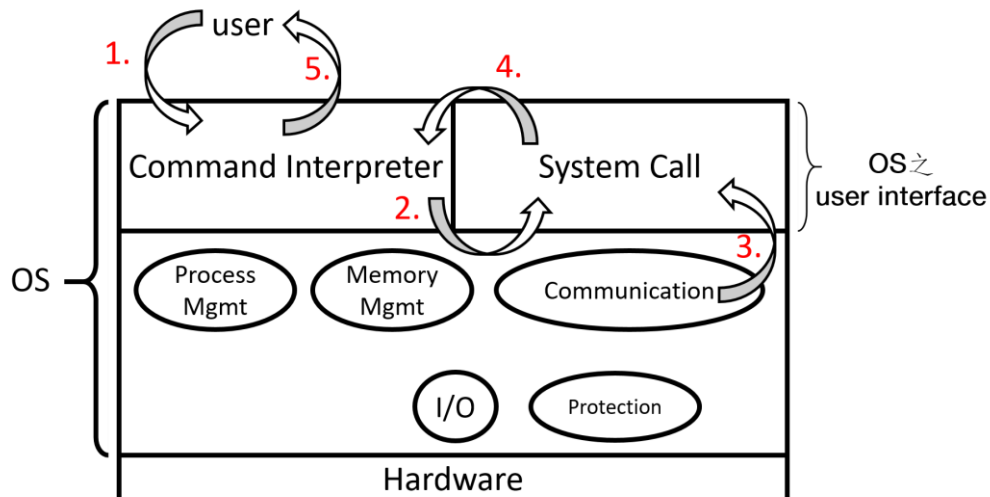 user
1.
5.
4.
Command Interpreter
System Call
OS之
user interface
2.
3.
OS
Process
Mgmt
Memory
Mgmt
Communication
I/O
Protection
Hardware